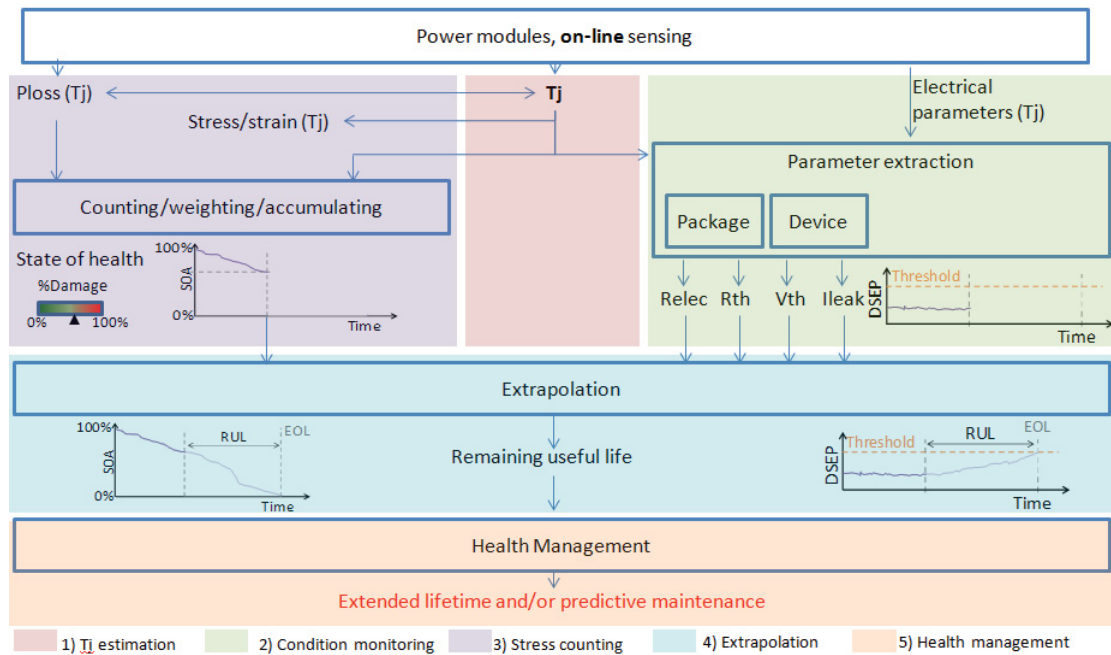 Power modules, on-line sensing
Ploss (Tj)
Tj
Electrical
parameters (Tj)
Stress/strain (Tj)
Parameter extraction
Counting/weighting/accumulating
Package
Device
State of health
%Damage
0%
100%
100%
SOA
0%
Time
Relec
Rth
Vth
Ileak
Threshold
DSEP
Time
Extrapolation
100%
SOA
0%
RUL
EOL
Time
Remaining useful life
Threshold
DSEP
RUL
EOL
Time
Health Management
Extended lifetime and/or predictive maintenance
1) Tj estimation
2) Condition monitoring
3) Stress counting
4) Extrapolation
5) Health management